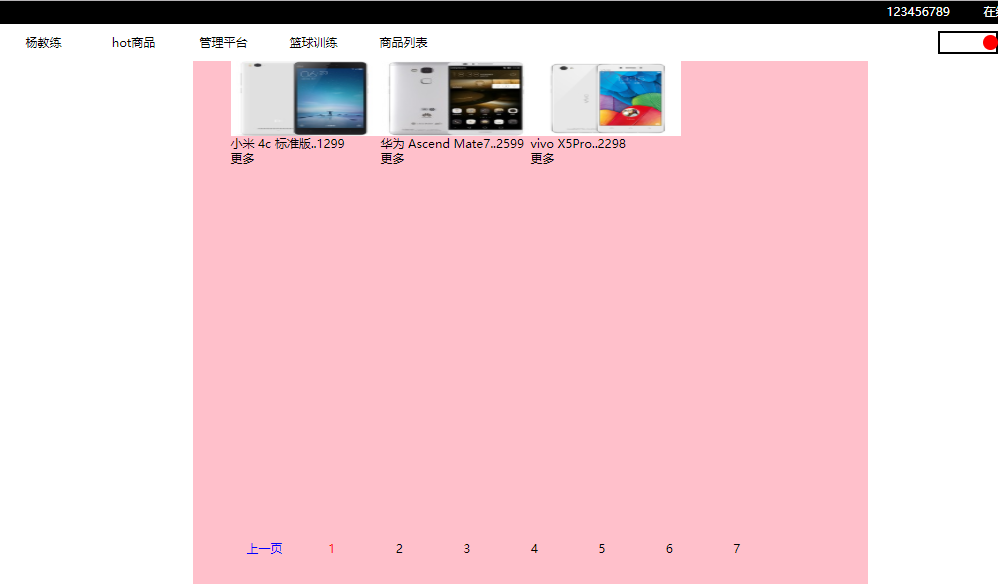 123456789 在
杨教练 hot商品 管理平台 篮球训练 商品列表
小米 4c 标准版..1299 华为 Ascend Mate7..2599 vivo X5Pro..2298
更多 更多 更多
上一页 1 2 3 4 5 6 7